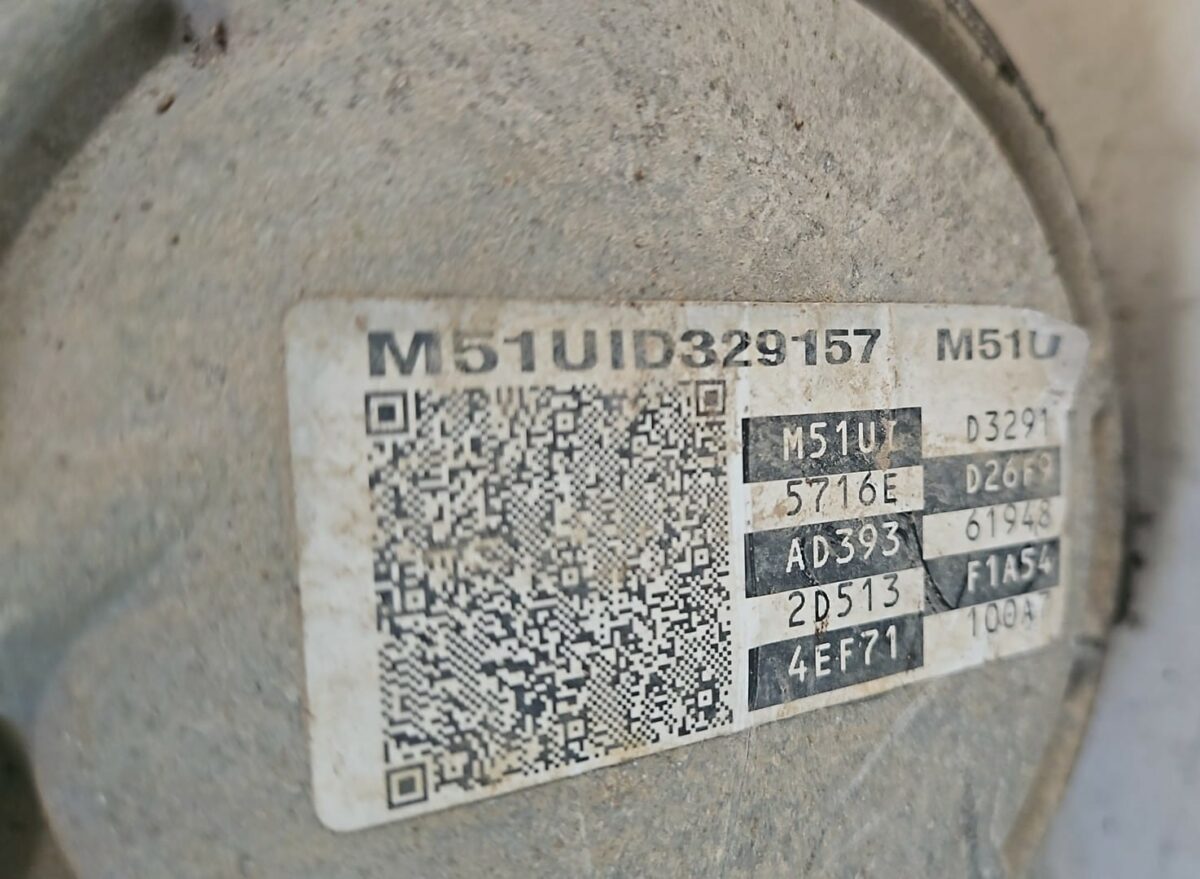 M51UID329157 M51U
M51UI D3291
5716E D26F9
AD393 61948
2D513 F1A54
4EF71 100A7